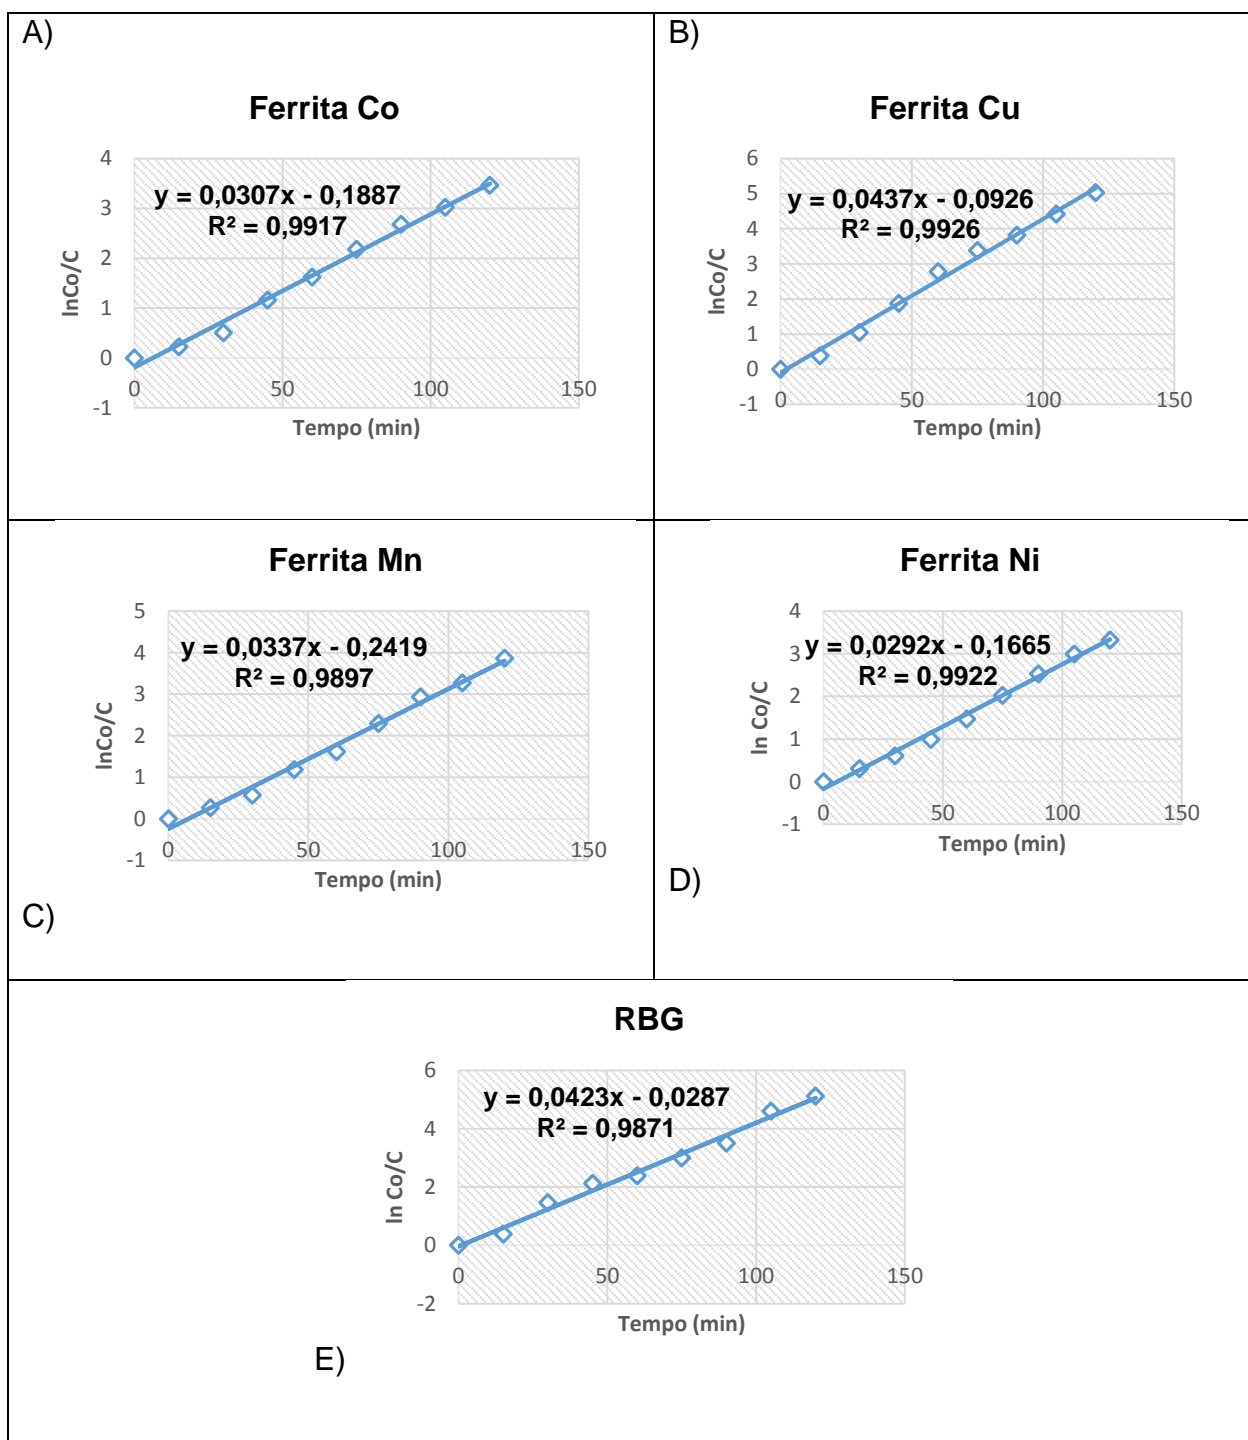 A)
Ferrita Co
4
3
2
1
0
-1
y = 0,0307x - 0,1887
R² = 0,9917
0 50 100 150
lnCo/C
Tempo (min)
B)
Ferrita Cu
6
5
4
3
2
1
0
-1
y = 0,0437x - 0,0926
R² = 0,9926
0 50 100 150
lnCo/C
Tempo (min)
Ferrita Mn
5
4
3
2
1
0
-1
y = 0,0337x - 0,2419
R² = 0,9897
0 50 100 150
lnCo/C
Tempo (min)
C)
Ferrita Ni
4
3
2
1
0
-1
y = 0,0292x - 0,1665
R² = 0,9922
0 50 100 150
ln Co/C
Tempo (min)
D)
RBG
6
4
2
0
-2
y = 0,0423x - 0,0287
R² = 0,9871
0 50 100 150
ln Co/C
Tempo (min)
E)